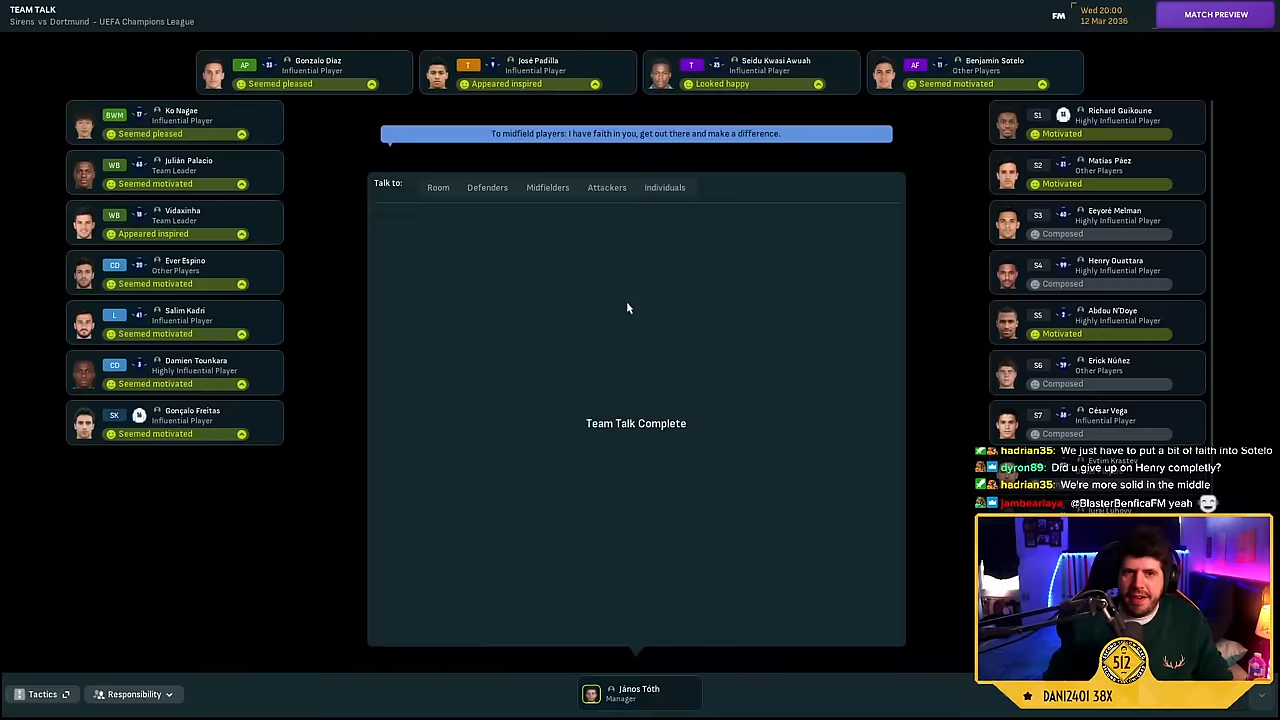 TEAM TALK
Sirens vs Dortmund - UEFA Champions League
FM
Wed 20:00
12 Mar 2036
MATCH PREVIEW
AP
Gonzalo Díaz
Influential Player
Seemed pleased
T
José Padilla
Influential Player
Appeared inspired
T
Seidu Kwasi Awuah
Influential Player
Looked happy
AF
Benjamín Sotelo
Other Players
Seemed motivated
BWM
Ko Nagae
Influential Player
Seemed pleased
WB
Julián Palacio
Team Leader
Seemed motivated
WB
Vidaxinha
Team Leader
Appeared inspired
CD
Ever Espino
Other Players
Seemed motivated
L
Salim Kadri
Influential Player
Seemed motivated
CD
Damien Tounkara
Highly Influential Player
Seemed motivated
SK
Gonçalo Freitas
Influential Player
Seemed motivated
To midfield players: I have faith in you, get out there and make a difference.
Talk to: Room Defenders Midfielders Attackers Individuals
Team Talk Complete
S1
Richard Guikoune
Highly Influential Player
Motivated
S2
Matías Páez
Other Players
Motivated
S3
Eeyoré Melman
Highly Influential Player
Composed
S4
Henry Ouattara
Highly Influential Player
Composed
S5
Abdou N'Doye
Highly Influential Player
Motivated
S6
Erick Núñez
Other Players
Composed
S7
César Vega
Influential Player
Composed
hadrian35: We just have to put a bit of faith into Sotelo
dyron89: Did u give up on Henry completly?
hadrian35: We're more solid in the middle
jambearlaya: @BlasterBenficaFM yeah
512
DANI2401 38X
Tactics
Responsibility
János Tóth
Manager